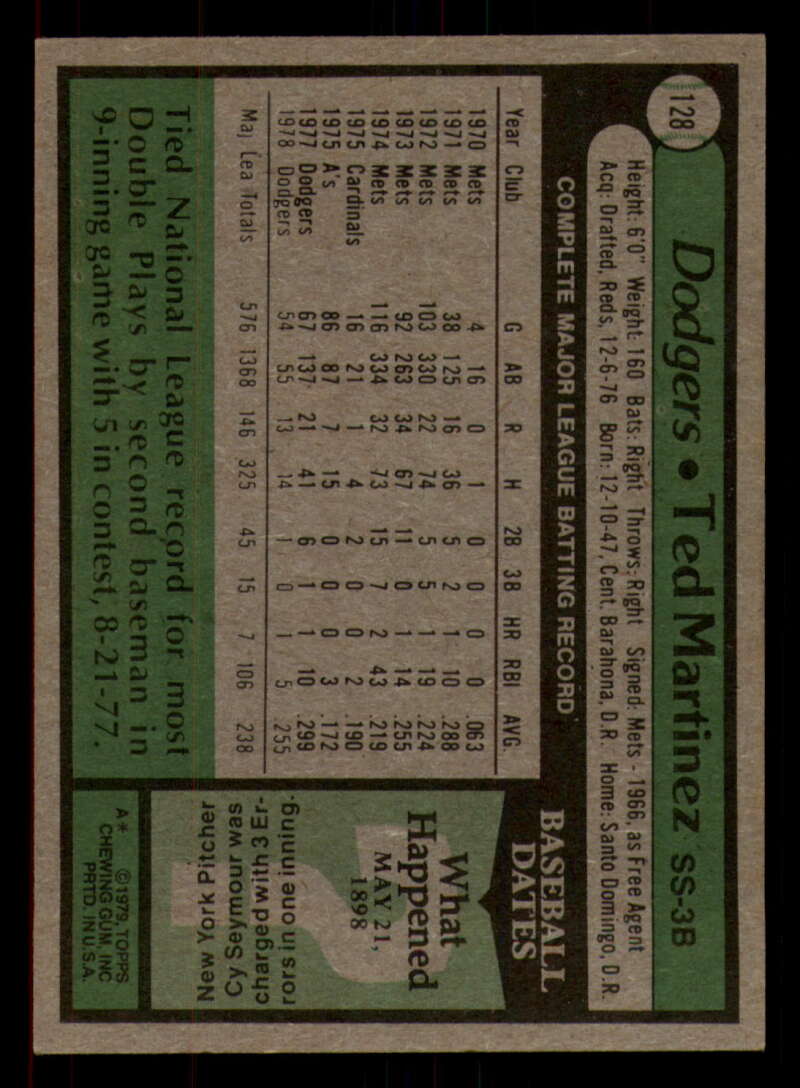 128
Dodgers • Ted Martinez SS-3B
Height: 6'0" Weight: 160 Bats: Right Throws: Right Signed: Mets - 1966, as Free Agent
Acq: Drafted, Reds, 12-6-76 Born: 12-10-47, Cent. Barahona, D.R. Home: Santo Domingo, D.R.
COMPLETE MAJOR LEAGUE BATTING RECORD
Year Club G AB R H 2B 3B HR RBI AVG.
1970 Mets 4 16 0 1 0 0 0 0 .063
1971 Mets 38 125 16 36 5 2 1 10 .288
1972 Mets 103 330 22 74 5 5 1 19 .224
1973 Mets 92 263 34 67 11 0 1 14 .255
1974 Mets 116 334 32 73 15 7 2 43 .219
1975 Cardinals 16 21 1 4 2 0 0 2 .190
1975 A's 86 87 7 15 0 0 0 3 .172
1977 Dodgers 67 137 21 41 6 1 1 10 .299
1978 Dodgers 54 55 13 14 1 0 1 5 .255
Maj. Lea Totals 576 1368 146 325 45 15 7 106 .238
Tied National League record for most
Double Plays by second baseman in
9-inning game with 5 in contest, 8-21-77.
BASEBALL
DATES
What
Happened
MAY 21,
1898
New York Pitcher
Cy Seymour was
charged with 3 Er-
rors in one inning.
A** ©1979, TOPPS
CHEWING GUM, INC
PRTD. IN U.S.A.